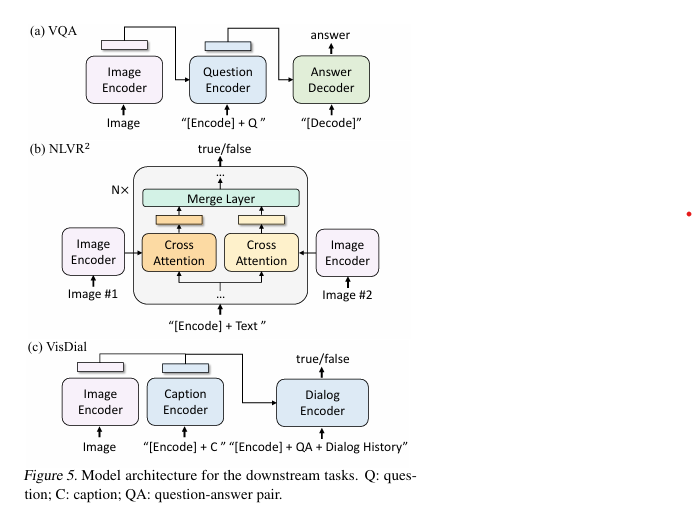 (a) VQA
answer
Image Encoder
Question Encoder
Answer Decoder
Image
“[Encode] + Q ”
“[Decode]”
(b) NLVR²
true/false
...
N×
Merge Layer
Image Encoder
Cross Attention
Cross Attention
Image Encoder
Image #1
...
Image #2
“[Encode] + Text ”
(c) VisDial
true/false
Image Encoder
Caption Encoder
Dialog Encoder
Image
“[Encode] + C ”
“[Encode] + QA + Dialog History”
Figure 5. Model architecture for the downstream tasks. Q: ques-
tion; C: caption; QA: question-answer pair.